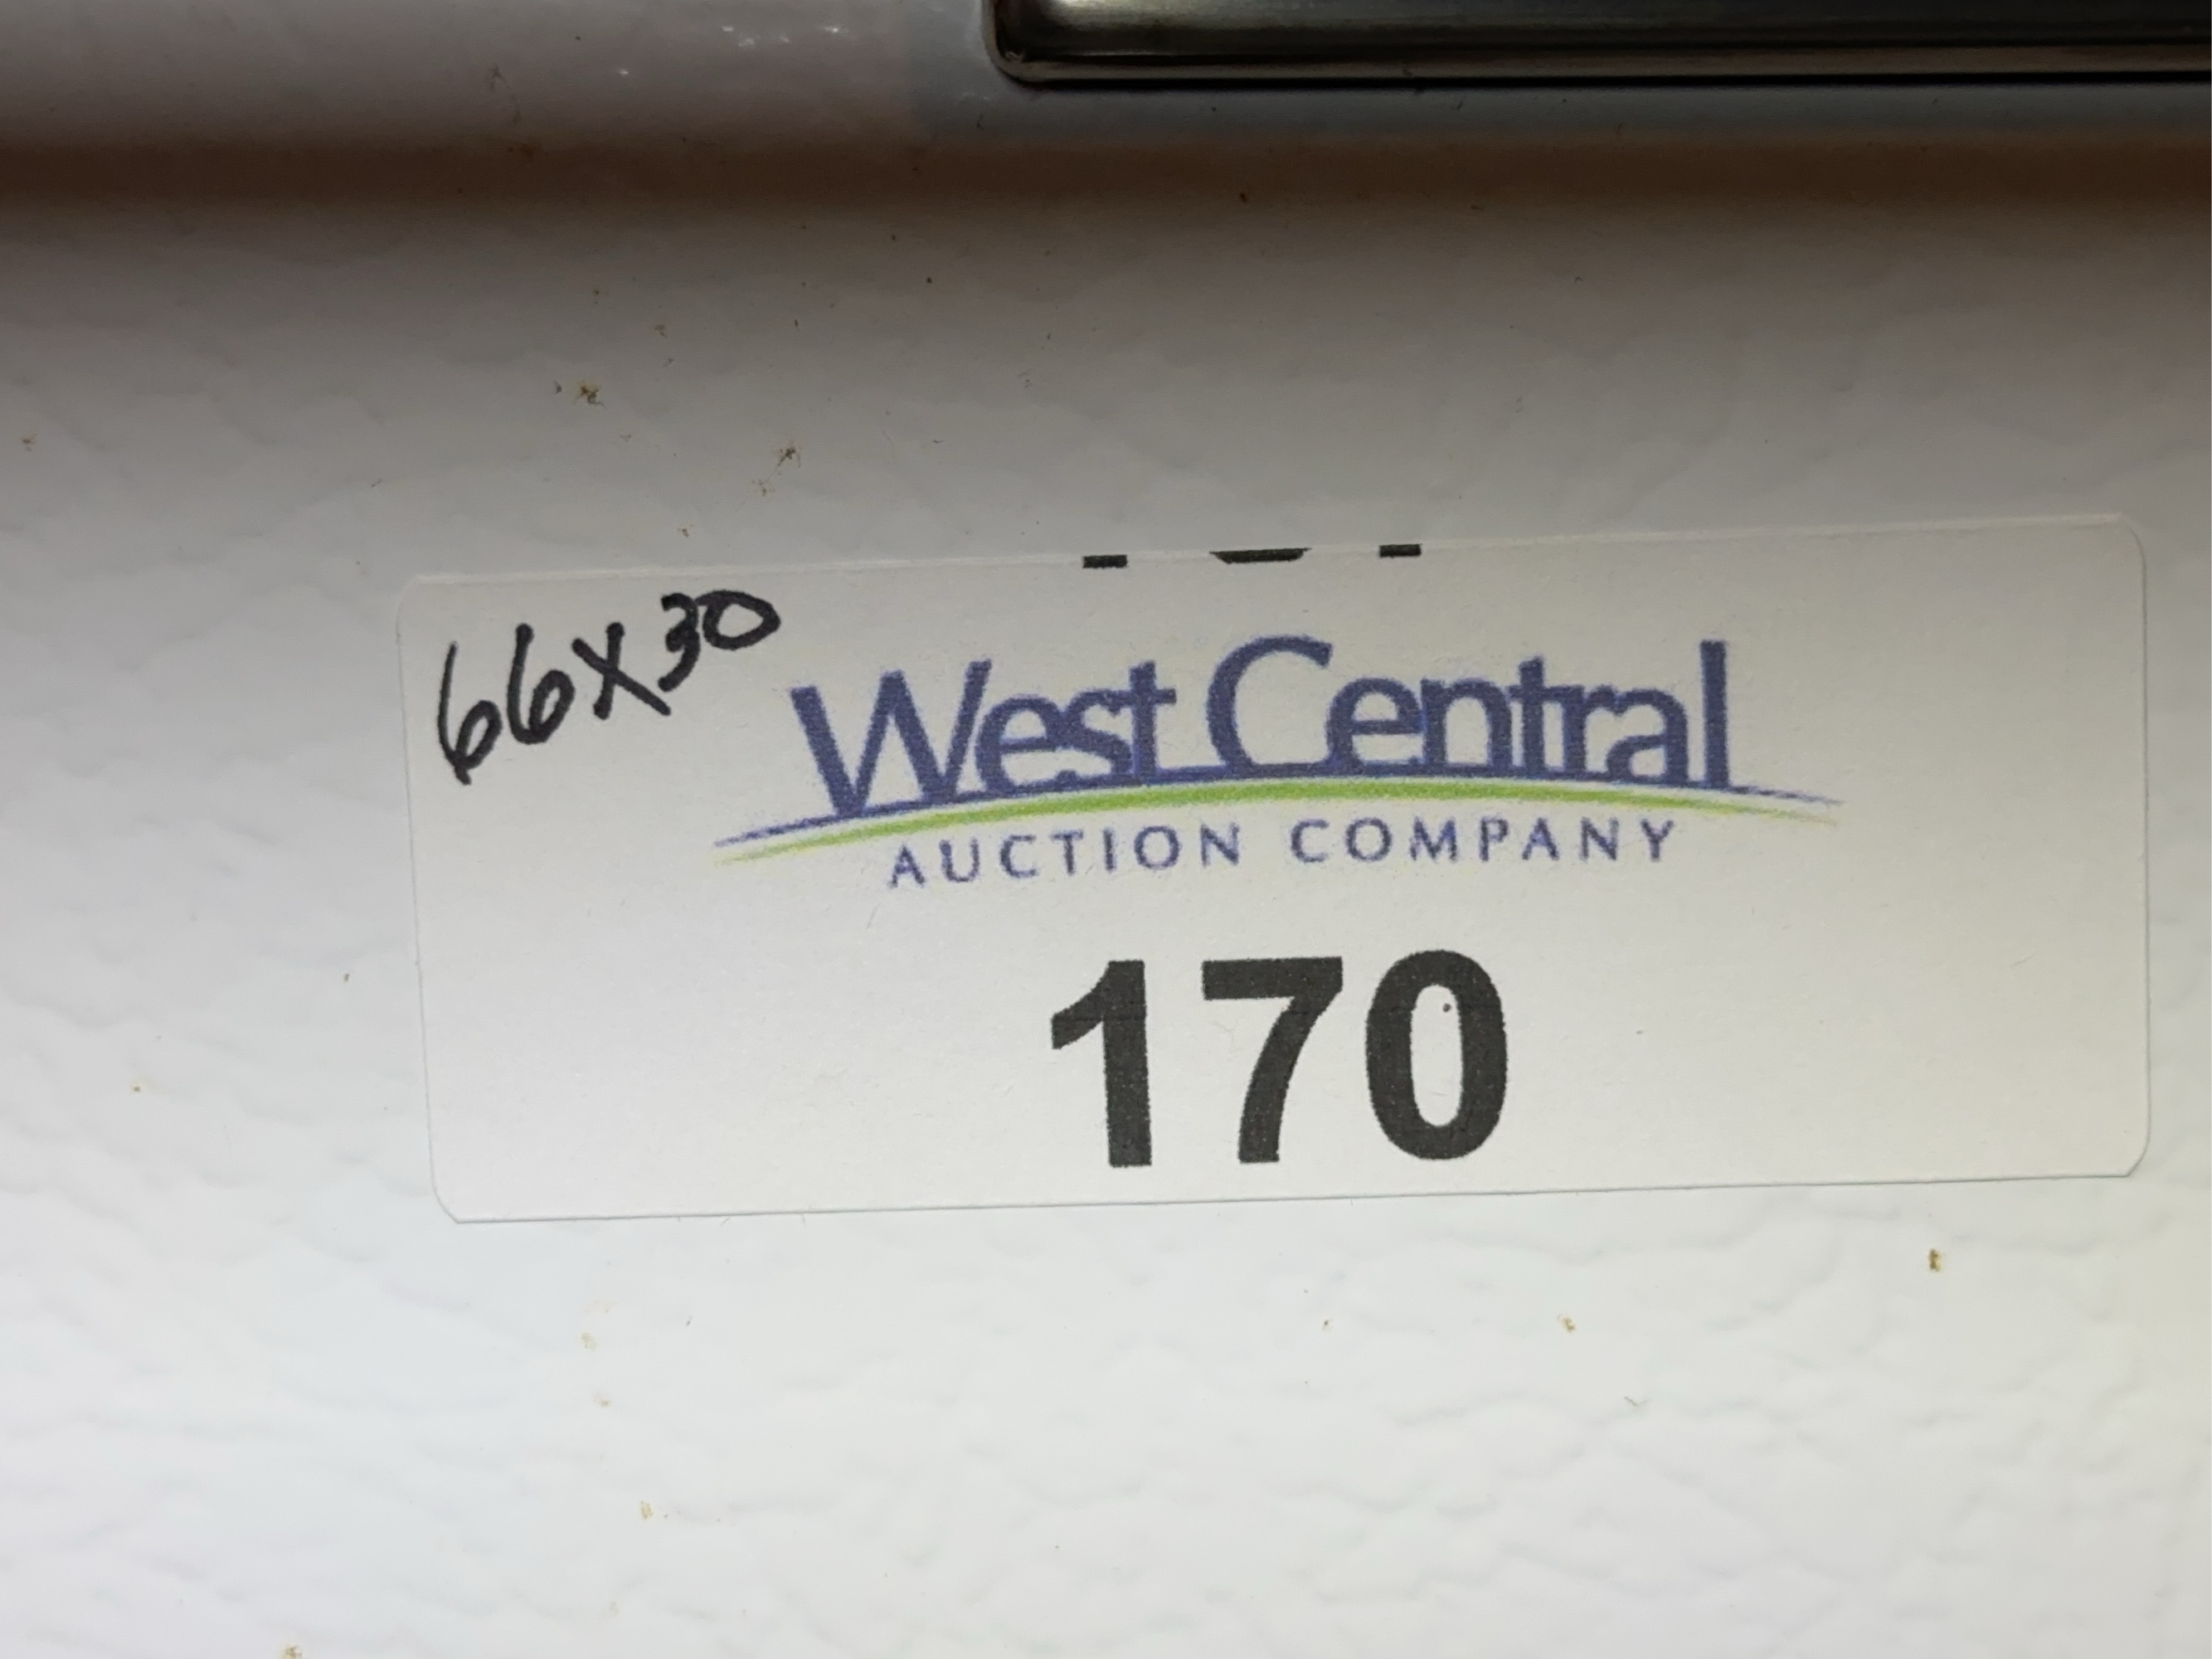 66x30
West Central
AUCTION COMPANY
170